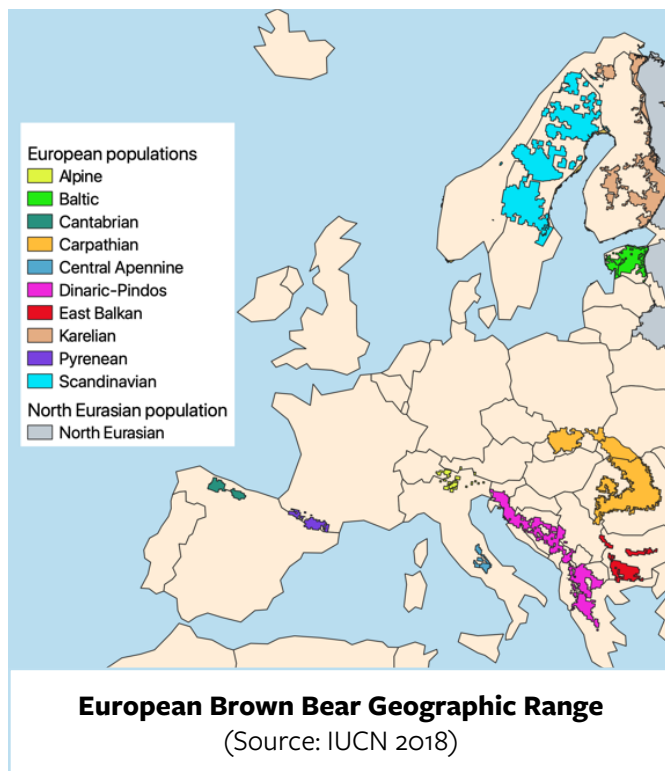 European populations
Alpine
Baltic
Cantabrian
Carpathian
Central Apennine
Dinaric-Pindos
East Balkan
Karelian
Pyrenean
Scandinavian
North Eurasian population
North Eurasian
European Brown Bear Geographic Range
(Source: IUCN 2018)